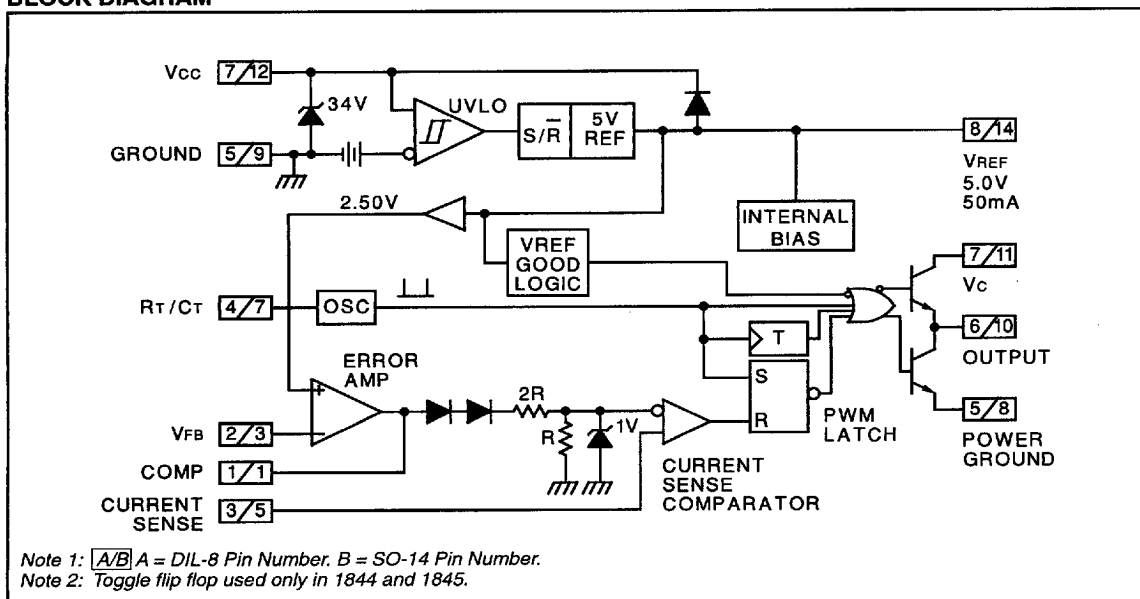 BLOCK DIAGRAM
VCC 7/12
34V
UVLO
S/R̅
5V
REF
8/14
GROUND 5/9
VREF
5.0V
50mA
2.50V
INTERNAL
BIAS
VREF
GOOD
LOGIC
7/11
VC
RT/CT 4/7
OSC
T
6/10
OUTPUT
ERROR
AMP
2R
S
VFB 2/3
R
1V
R
PWM
LATCH
5/8
POWER
GROUND
COMP 1/1
CURRENT
SENSE
COMPARATOR
CURRENT
SENSE 3/5
Note 1: A/B A = DIL-8 Pin Number. B = SO-14 Pin Number.
Note 2: Toggle flip flop used only in 1844 and 1845.